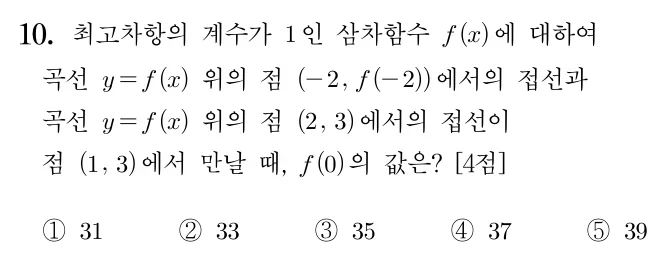 10. 최고차항의 계수가 1인 삼차함수 f(x)에 대하여
곡선 y=f(x) 위의 점 (-2, f(-2))에서의 접선과
곡선 y=f(x) 위의 점 (2, 3)에서의 접선이
점 (1, 3)에서 만날 때, f(0)의 값은? [4점]
① 31 ② 33 ③ 35 ④ 37 ⑤ 39